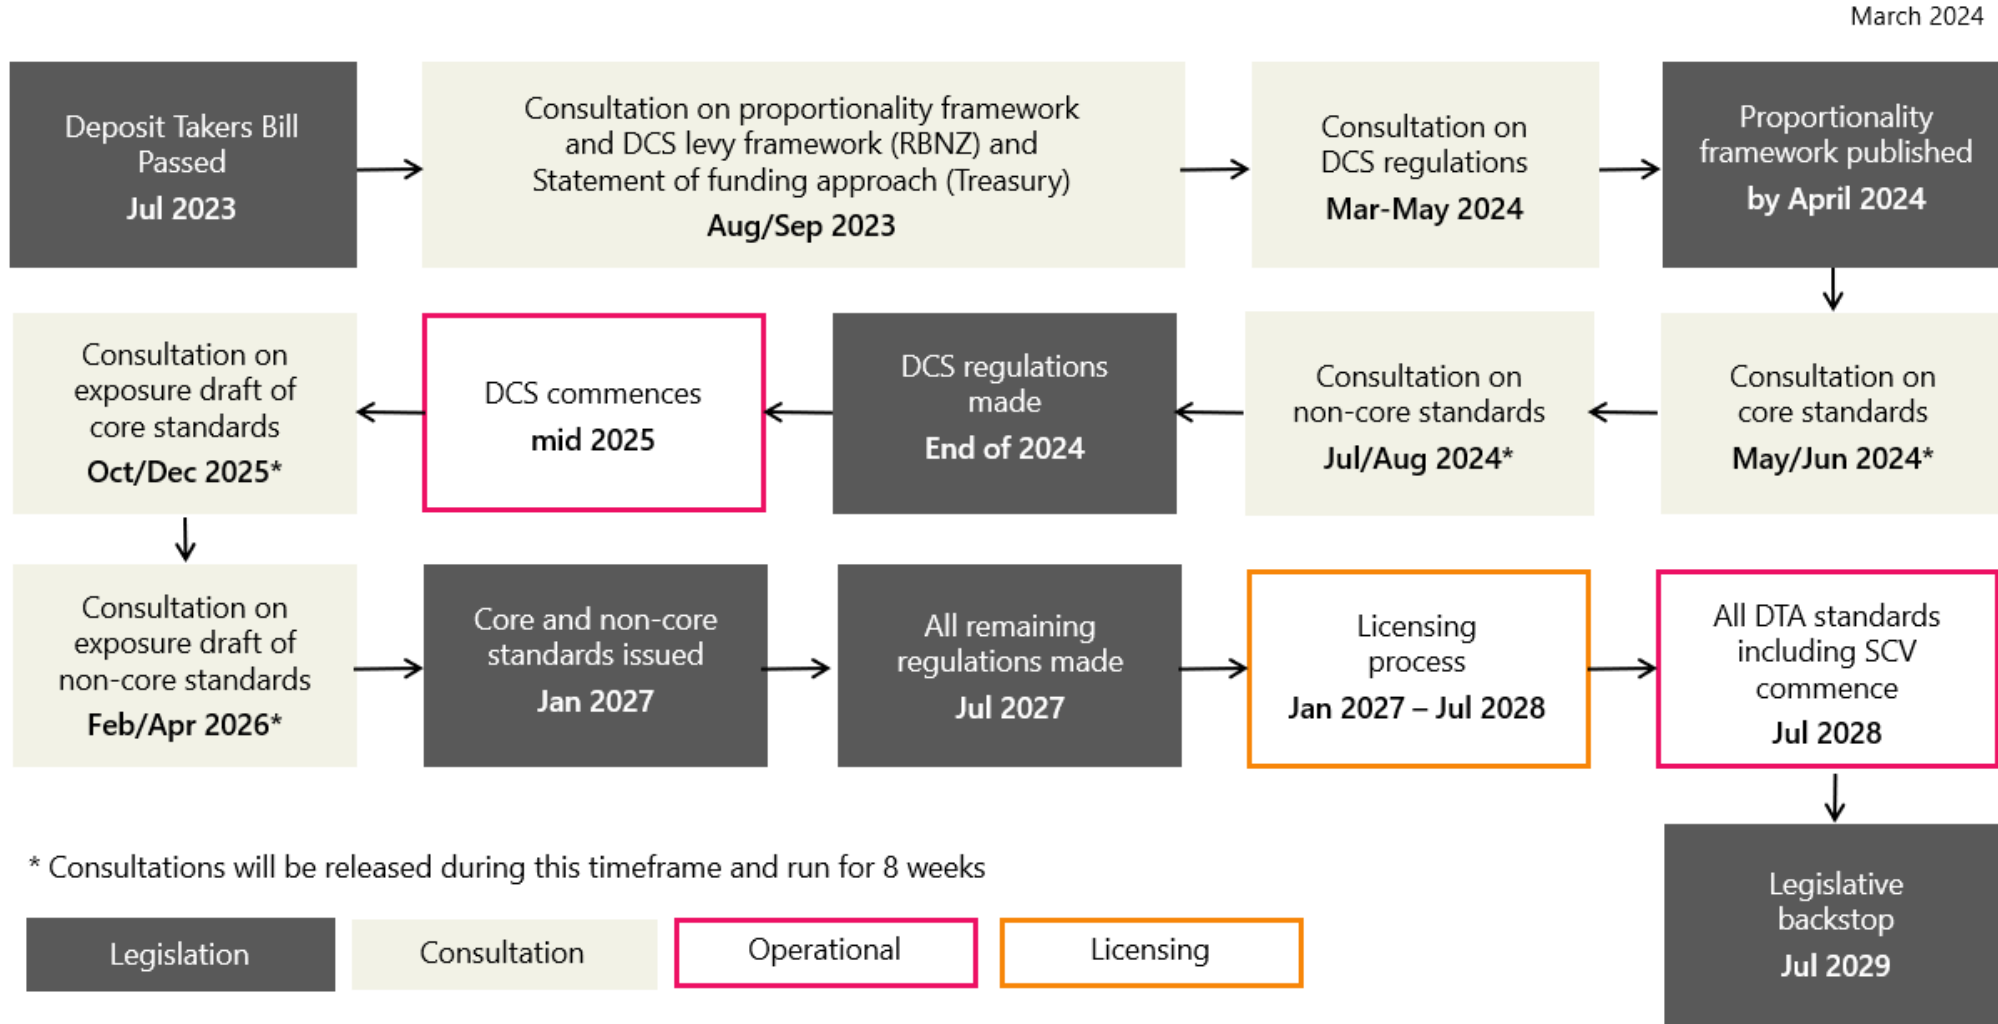 March 2024
Deposit Takers Bill
Passed
Jul 2023
Consultation on proportionality framework
and DCS levy framework (RBNZ) and
Statement of funding approach (Treasury)
Aug/Sep 2023
Consultation on
DCS regulations
Mar-May 2024
Proportionality
framework published
by April 2024
Consultation on
core standards
May/Jun 2024*
Consultation on
non-core standards
Jul/Aug 2024*
DCS regulations
made
End of 2024
DCS commences
mid 2025
Consultation on
exposure draft of
core standards
Oct/Dec 2025*
Consultation on
exposure draft of
non-core standards
Feb/Apr 2026*
Core and non-core
standards issued
Jan 2027
All remaining
regulations made
Jul 2027
Licensing
process
Jan 2027 – Jul 2028
All DTA standards
including SCV
commence
Jul 2028
Legislative
backstop
Jul 2029
* Consultations will be released during this timeframe and run for 8 weeks
Legislation
Consultation
Operational
Licensing